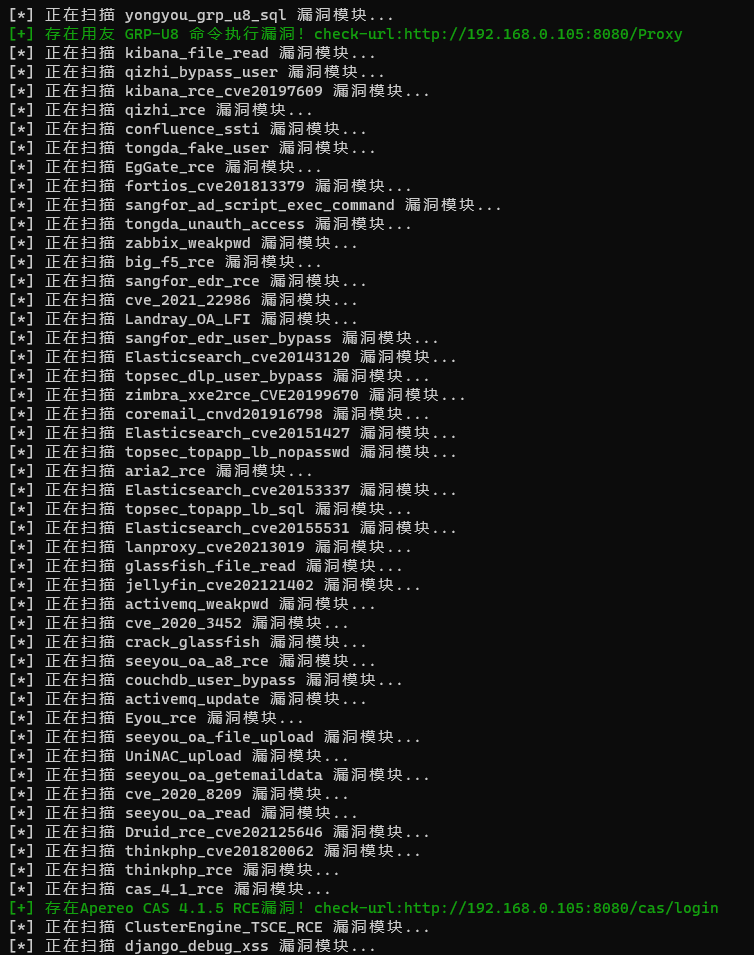 [*] 正在扫描 yongyou_grp_u8_sql 漏洞模块...
[+] 存在用友 GRP-U8 命令执行漏洞! check-url:http://192.168.0.105:8080/Proxy
[*] 正在扫描 kibana_file_read 漏洞模块...
[*] 正在扫描 qizhi_bypass_user 漏洞模块...
[*] 正在扫描 kibana_rce_cve20197609 漏洞模块...
[*] 正在扫描 qizhi_rce 漏洞模块...
[*] 正在扫描 confluence_ssti 漏洞模块...
[*] 正在扫描 tongda_fake_user 漏洞模块...
[*] 正在扫描 EgGate_rce 漏洞模块...
[*] 正在扫描 fortios_cve201813379 漏洞模块...
[*] 正在扫描 sangfor_ad_script_exec_command 漏洞模块...
[*] 正在扫描 tongda_unauth_access 漏洞模块...
[*] 正在扫描 zabbix_weakpwd 漏洞模块...
[*] 正在扫描 big_f5_rce 漏洞模块...
[*] 正在扫描 sangfor_edr_rce 漏洞模块...
[*] 正在扫描 cve_2021_22986 漏洞模块...
[*] 正在扫描 Landray_OA_LFI 漏洞模块...
[*] 正在扫描 sangfor_edr_user_bypass 漏洞模块...
[*] 正在扫描 Elasticsearch_cve20143120 漏洞模块...
[*] 正在扫描 topsec_dlp_user_bypass 漏洞模块...
[*] 正在扫描 zimbra_xxe2rce_CVE20199670 漏洞模块...
[*] 正在扫描 coremail_cnvd201916798 漏洞模块...
[*] 正在扫描 Elasticsearch_cve20151427 漏洞模块...
[*] 正在扫描 topsec_topapp_lb_nopasswd 漏洞模块...
[*] 正在扫描 aria2_rce 漏洞模块...
[*] 正在扫描 Elasticsearch_cve20153337 漏洞模块...
[*] 正在扫描 topsec_topapp_lb_sql 漏洞模块...
[*] 正在扫描 Elasticsearch_cve20155531 漏洞模块...
[*] 正在扫描 lanproxy_cve20213019 漏洞模块...
[*] 正在扫描 glassfish_file_read 漏洞模块...
[*] 正在扫描 jellyfin_cve202121402 漏洞模块...
[*] 正在扫描 activemq_weakpwd 漏洞模块...
[*] 正在扫描 cve_2020_3452 漏洞模块...
[*] 正在扫描 crack_glassfish 漏洞模块...
[*] 正在扫描 seeyou_oa_a8_rce 漏洞模块...
[*] 正在扫描 couchdb_user_bypass 漏洞模块...
[*] 正在扫描 activemq_update 漏洞模块...
[*] 正在扫描 Eyou_rce 漏洞模块...
[*] 正在扫描 seeyou_oa_file_upload 漏洞模块...
[*] 正在扫描 UniNAC_upload 漏洞模块...
[*] 正在扫描 seeyou_oa_getemaildata 漏洞模块...
[*] 正在扫描 cve_2020_8209 漏洞模块...
[*] 正在扫描 seeyou_oa_read 漏洞模块...
[*] 正在扫描 Druid_rce_cve202125646 漏洞模块...
[*] 正在扫描 thinkphp_cve201820062 漏洞模块...
[*] 正在扫描 thinkphp_rce 漏洞模块...
[*] 正在扫描 cas_4_1_rce 漏洞模块...
[+] 存在Apereo CAS 4.1.5 RCE漏洞! check-url:http://192.168.0.105:8080/cas/login
[*] 正在扫描 ClusterEngine_TSCE_RCE 漏洞模块...
[*] 正在扫描 django_debug_xss 漏洞模块...